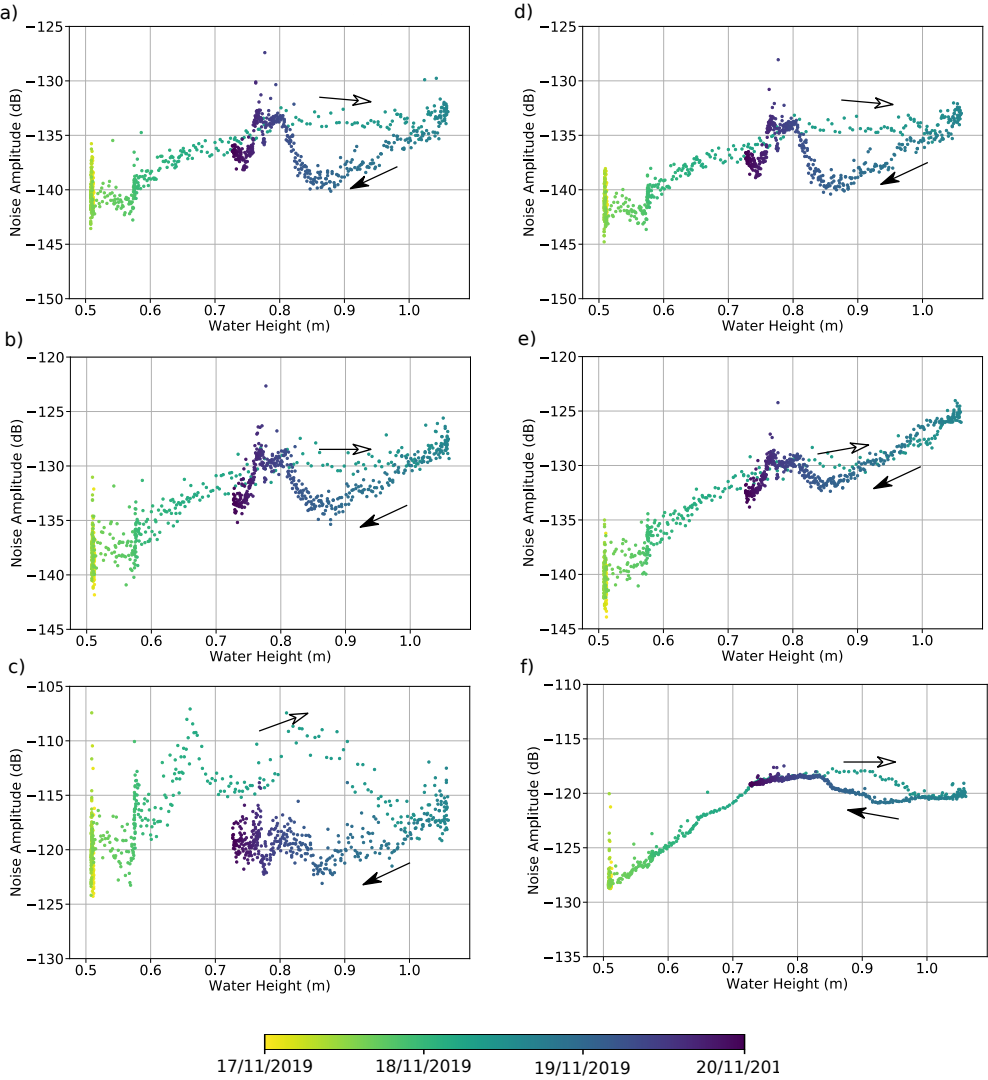 a)
−125
−130
−135
−140
−145
−150
Noise Amplitude (dB)
0.5 0.6 0.7 0.8 0.9 1.0
Water Height (m)
d)
−125
−130
−135
−140
−145
−150
Noise Amplitude (dB)
0.5 0.6 0.7 0.8 0.9 1.0
Water Height (m)
b)
−120
−125
−130
−135
−140
−145
Noise Amplitude (dB)
0.5 0.6 0.7 0.8 0.9 1.0
Water Height (m)
e)
−120
−125
−130
−135
−140
−145
Noise Amplitude (dB)
0.5 0.6 0.7 0.8 0.9 1.0
Water Height (m)
c)
−105
−110
−115
−120
−125
−130
Noise Amplitude (dB)
0.5 0.6 0.7 0.8 0.9 1.0
Water Height (m)
f)
−110
−115
−120
−125
−130
−135
Noise Amplitude (dB)
0.5 0.6 0.7 0.8 0.9 1.0
Water Height (m)
17/11/2019 18/11/2019 19/11/2019 20/11/201